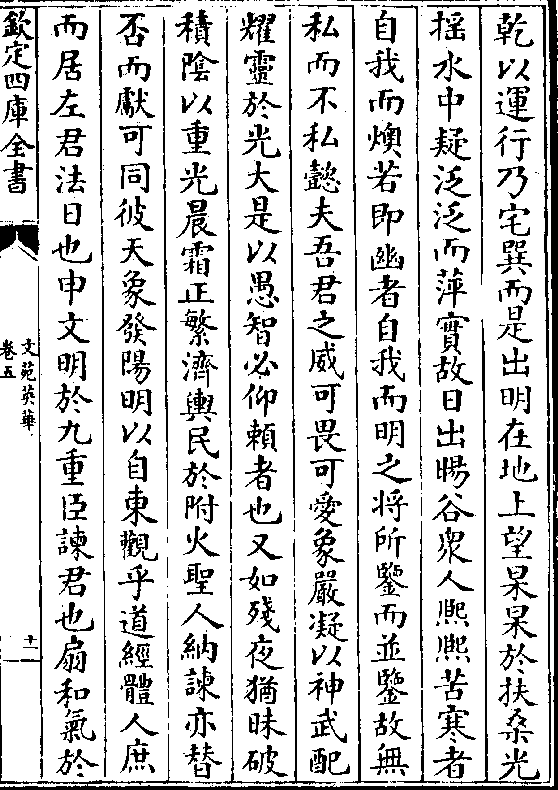 乾以運行乃宅巽而是出明在地上望杲杲於扶桑光
揺水中疑泛泛而萍實故日出暘谷衆人熈熈苦寒者
自我而燠若即幽者自我而明之将所鑒而並鑒故無
私而不私懿夫吾君之威可畏可愛象嚴凝以神武配
耀靈於光大是以愚智必仰頼者也又如殘夜猶昧破
積陰以重光晨霜正繁濟輿民於附火聖人納諫亦替
否而獻可同彼天象發陽明以自東觀乎道經體人庶
而居左君法日也申文明於九重臣諫君也扇和氣於
欽定四庫全書
文苑英華
卷五
十一